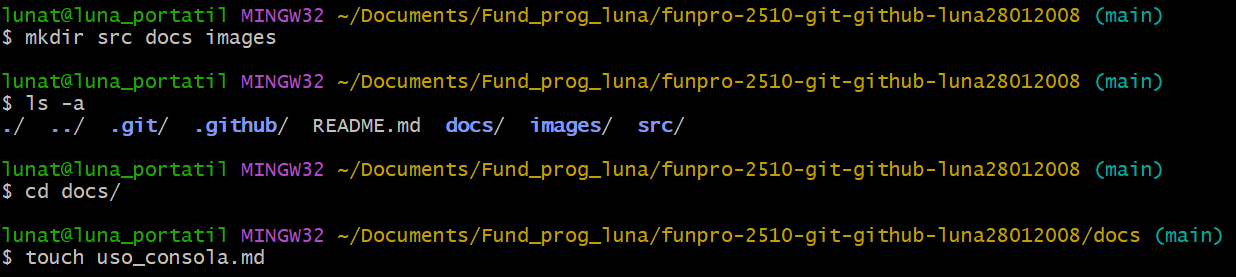 lunat@luna_portatil MINGW32 ~/Documents/Fund_prog_luna/funpro-2510-git-github-luna28012008 (main)
$ mkdir src docs images
lunat@luna_portatil MINGW32 ~/Documents/Fund_prog_luna/funpro-2510-git-github-luna28012008 (main)
$ ls -a
./  ../  .git/  .github/  README.md  docs/  images/  src/
lunat@luna_portatil MINGW32 ~/Documents/Fund_prog_luna/funpro-2510-git-github-luna28012008 (main)
$ cd docs/
lunat@luna_portatil MINGW32 ~/Documents/Fund_prog_luna/funpro-2510-git-github-luna28012008/docs (main)
$ touch uso_consola.md